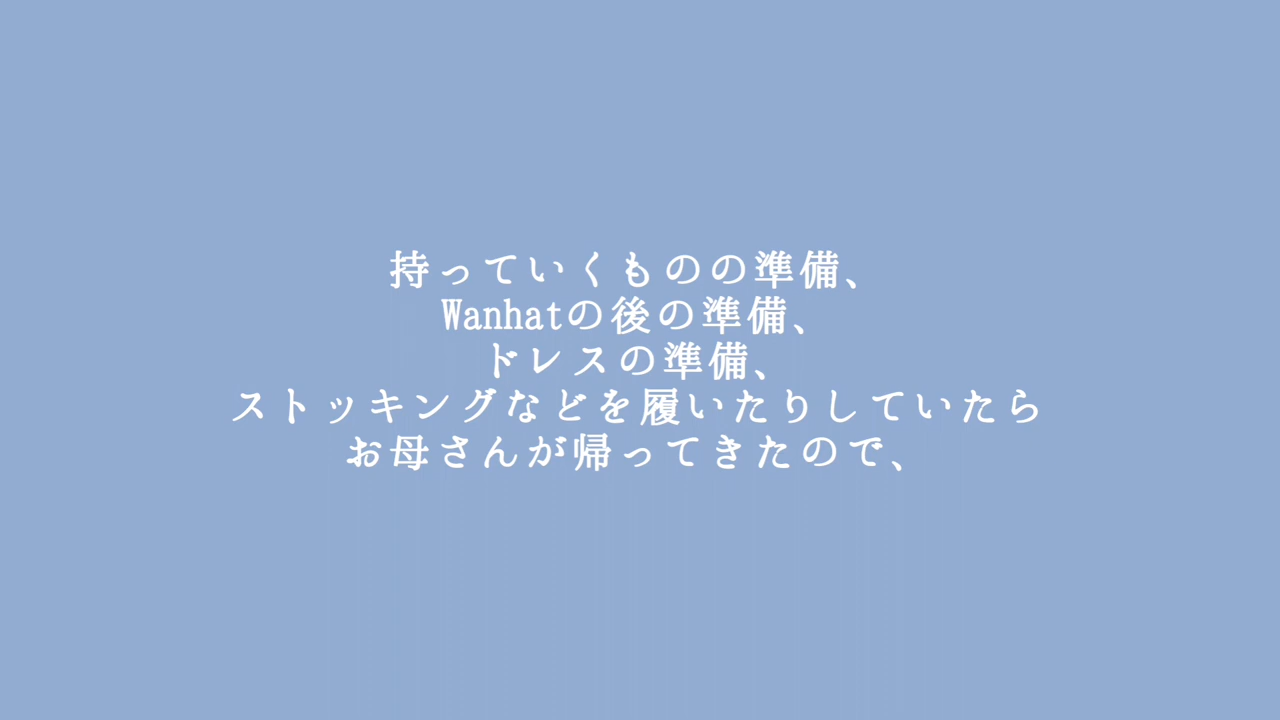 持っていくものの準備、
Wanhatの後の準備、
ドレスの準備、
ストッキングなどを履いたりしていたら
お母さんが帰ってきたので、